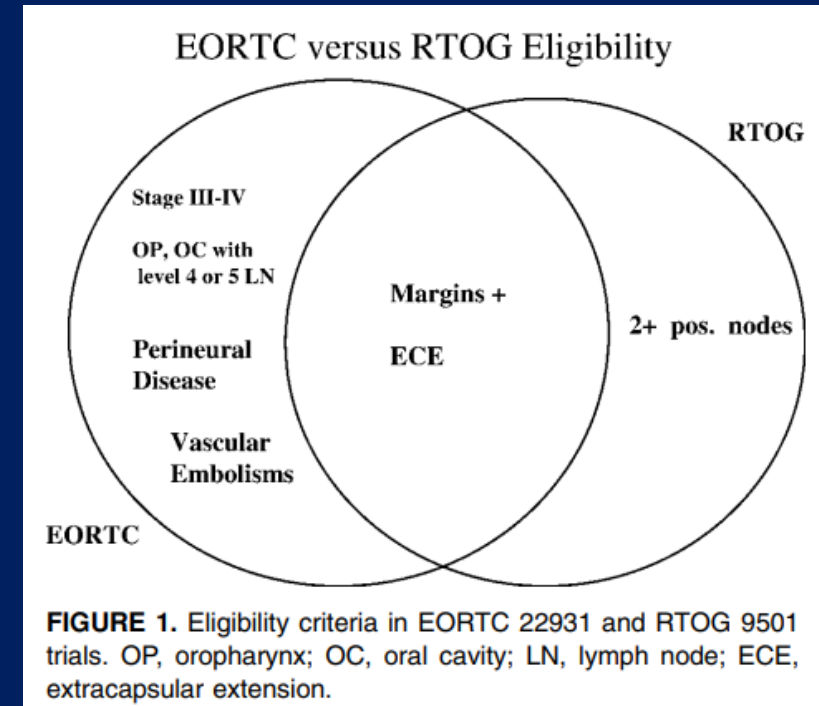 EORTC versus RTOG Eligibility
RTOG
Stage III-IV
OP, OC with
level 4 or 5 LN
Perineural
Disease
Vascular
Embolisms
EORTC
Margins +
ECE
2+ pos. nodes
FIGURE 1. Eligibility criteria in EORTC 22931 and RTOG 9501
trials. OP, oropharynx; OC, oral cavity; LN, lymph node; ECE,
extracapsular extension.